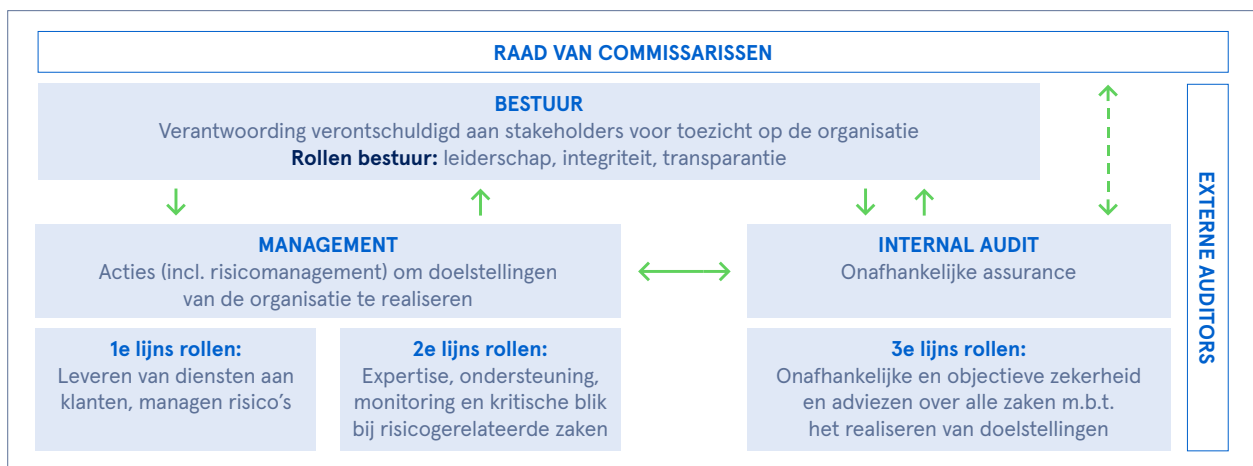 RAAD VAN COMMISSARISSEN
BESTUUR
Verantwoording verontschuldigd aan stakeholders voor toezicht op de organisatie
Rollen bestuur: leiderschap, integriteit, transparantie
MANAGEMENT
Acties (incl. risicomanagement) om doelstellingen
van de organisatie te realiseren
INTERNAL AUDIT
Onafhankelijke assurance
1e lijns rollen:
Leveren van diensten aan
klanten, managen risico's
2e lijns rollen:
Expertise, ondersteuning,
monitoring en kritische blik
bij risicogerelateerde zaken
3e lijns rollen:
Onafhankelijke en objectieve zekerheid
en adviezen over alle zaken m.b.t.
het realiseren van doelstellingen
EXTERNE AUDITORS